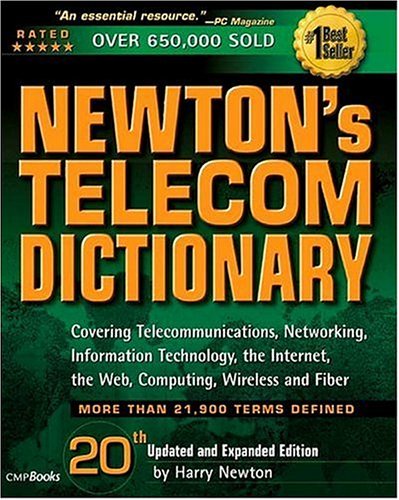 "An essential resource."—PC Magazine
RATED
★★★★★
OVER 650,000 SOLD
#1 Best
Seller
NEWTON's
TELECOM
DICTIONARY
Covering Telecommunications, Networking,
Information Technology, the Internet,
the Web, Computing, Wireless and Fiber
MORE THAN 21,900 TERMS DEFINED
20th Updated and Expanded Edition
by Harry Newton
CMPBooks